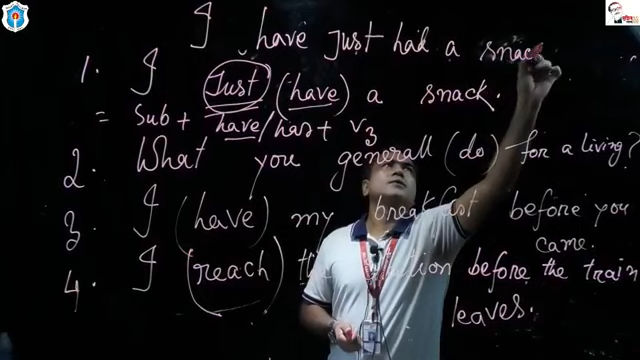 I have just had a snac
1. I Just (have) a snack.
= Sub + have/has + V3
2. What you generall (do) for a living?
3. I (have) my breakfast before you came.
4. I (reach) the station before the train leaves.